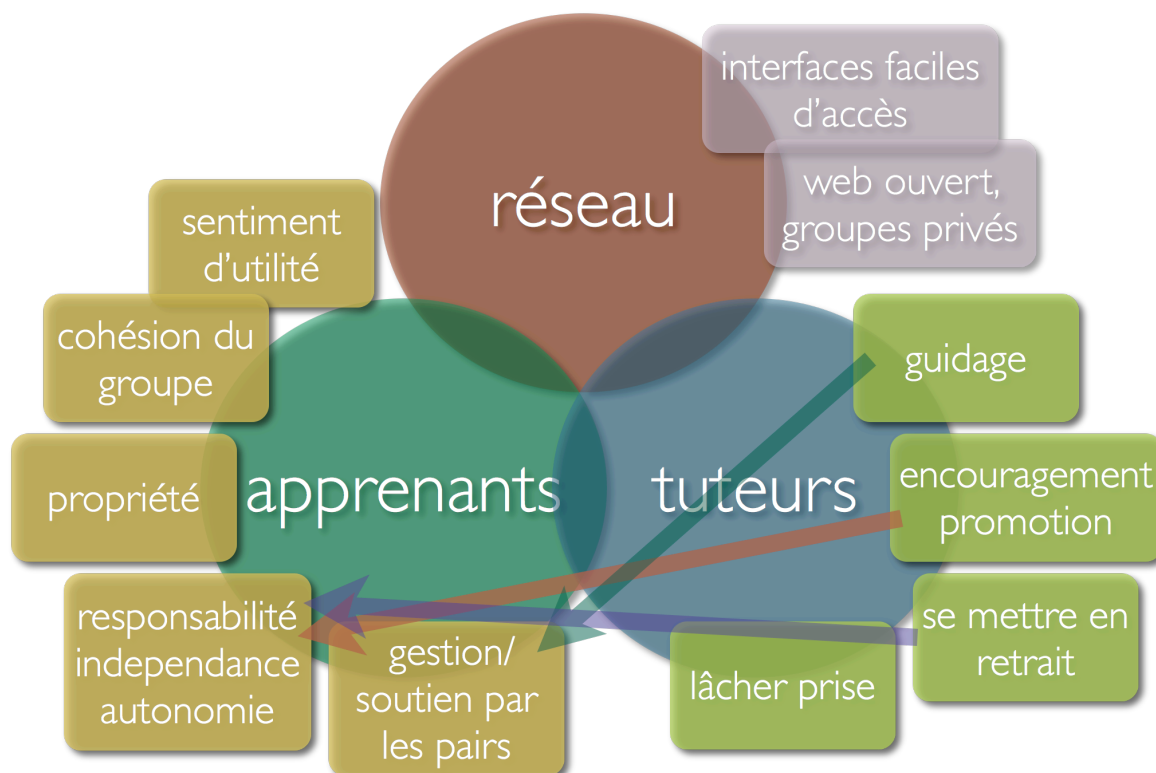 interfaces faciles
d'accès
réseau
web ouvert,
groupes privés
sentiment
d'utilité
cohésion du
groupe
guidage
propriété
apprenants
tuteurs
encouragement
promotion
responsabilité
independance
autonomie
gestion/
soutien par
les pairs
lâcher prise
se mettre en
retrait